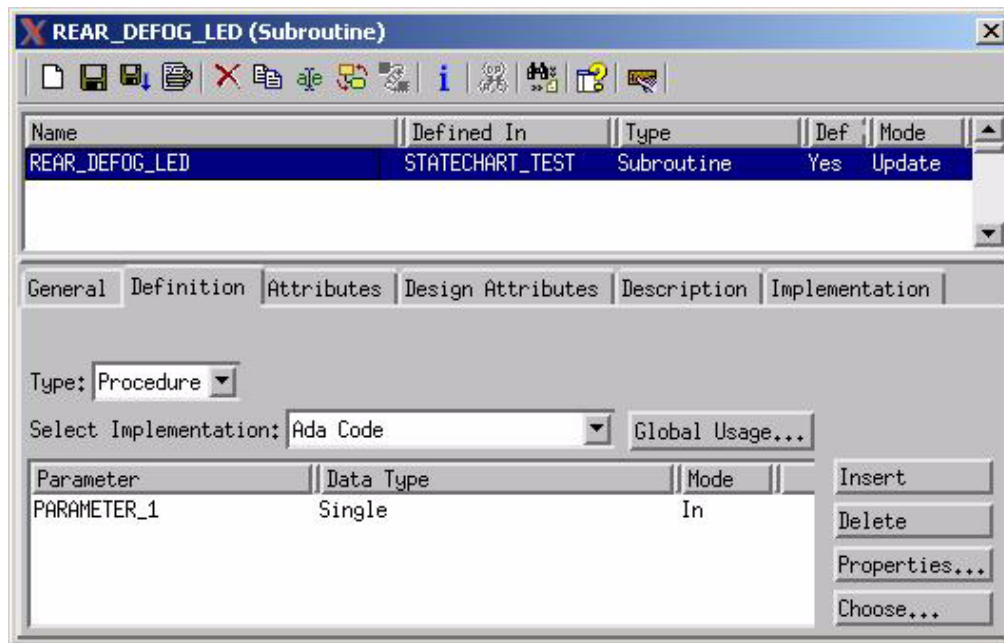 REAR_DEFOG_LED (Subroutine)
Name Defined In Type Def Mode
REAR_DEFOG_LED STATECHART_TEST Subroutine Yes Update
General Definition Attributes Design Attributes Description Implementation
Type: Procedure
Select Implementation: Ada Code Global Usage...
Parameter Data Type Mode Insert
PARAMETER_1 Single In
Delete
Properties...
Choose...